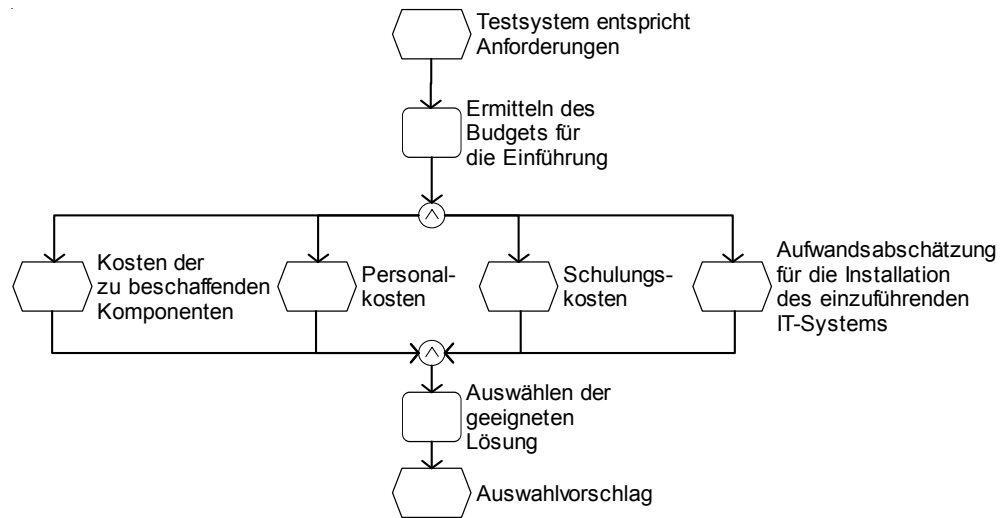 Testsystem entspricht
Anforderungen
Ermitteln des
Budgets für
die Einführung
^
Kosten der
zu beschaffenden
Komponenten
Personal-
kosten
Schulungs-
kosten
Aufwandsabschätzung
für die Installation
des einzuführenden
IT-Systems
^
Auswählen der
geeigneten
Lösung
Auswahlvorschlag